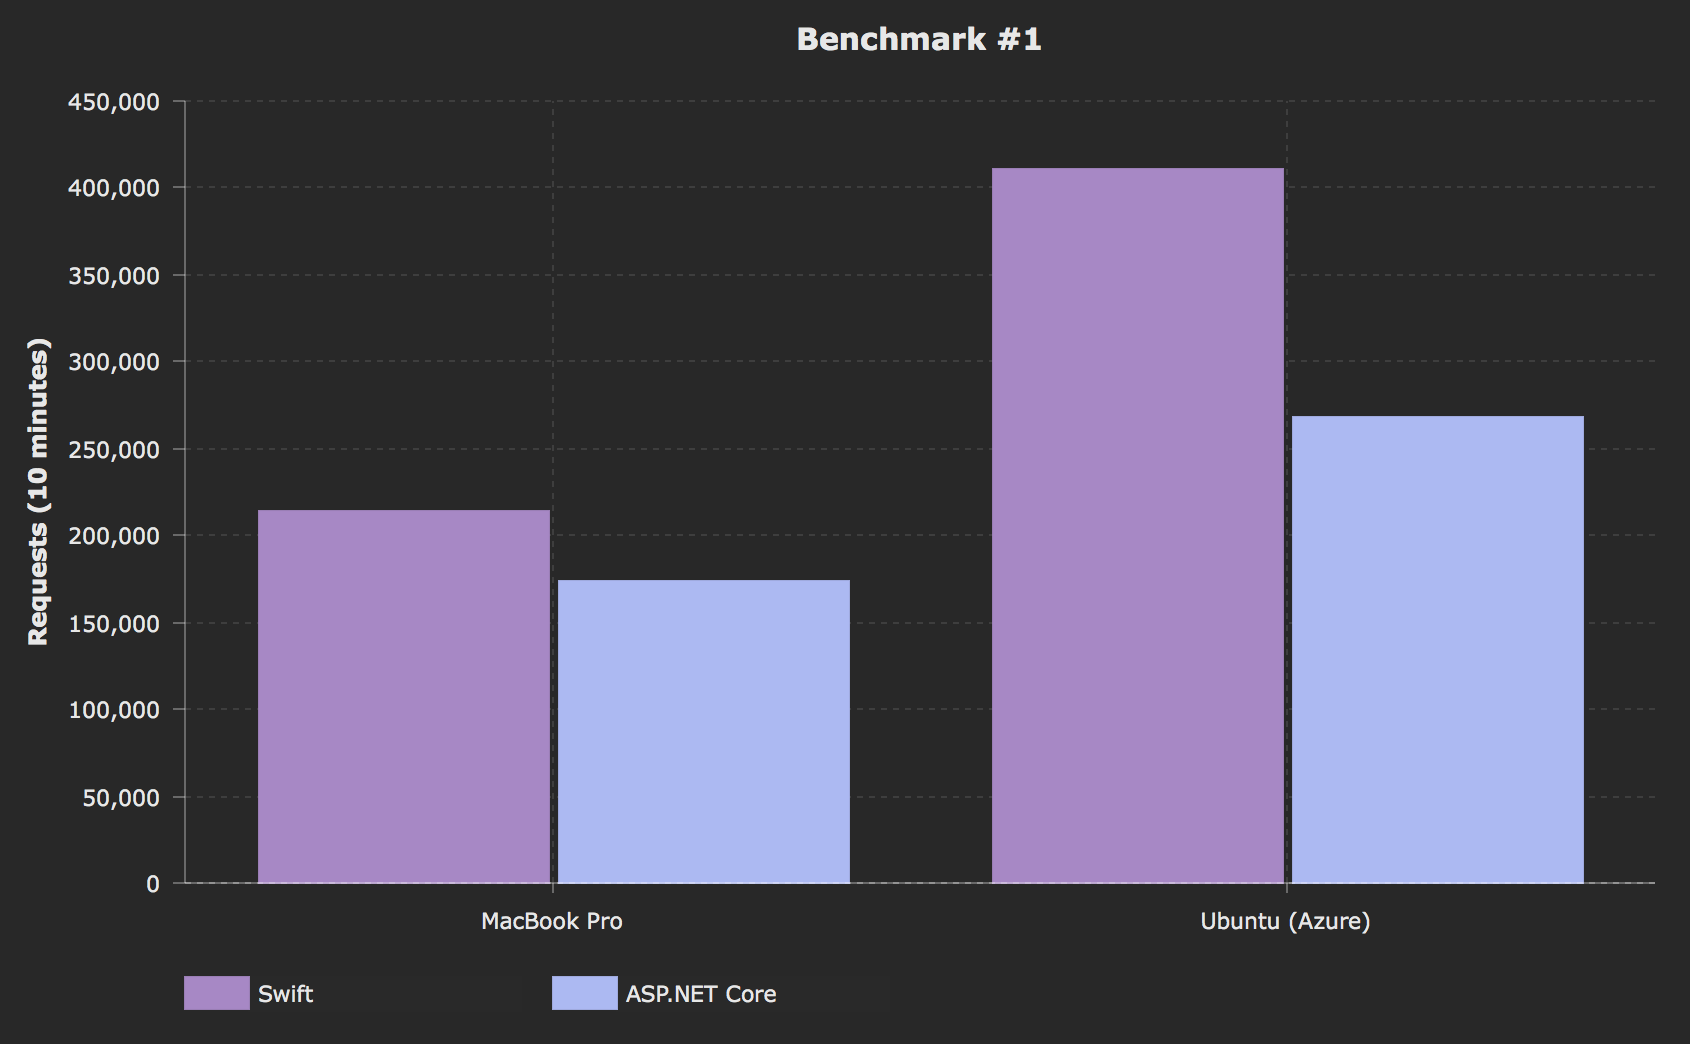 Benchmark #1
Requests (10 minutes)
450,000
400,000
350,000
300,000
250,000
200,000
150,000
100,000
50,000
0
MacBook Pro
Ubuntu (Azure)
Swift
ASP.NET Core